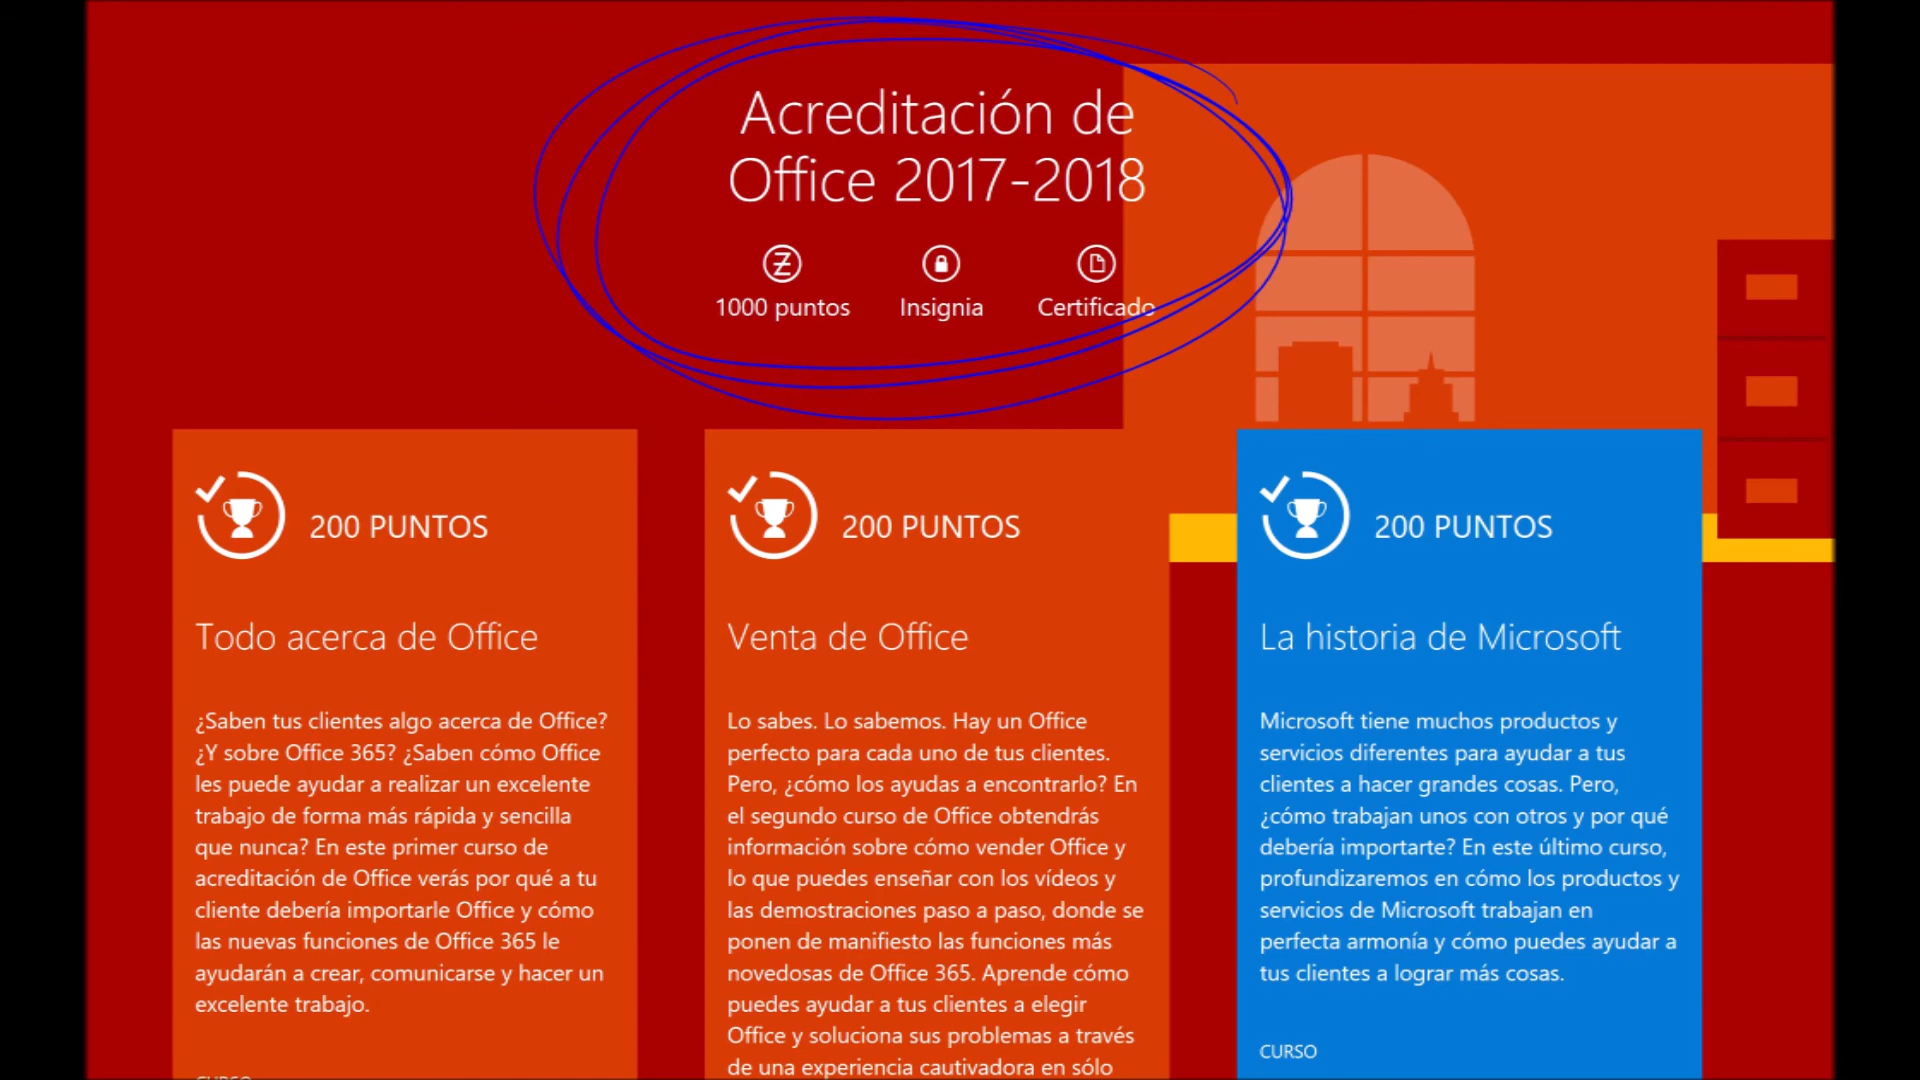 Acreditación de
Office 2017-2018
1000 puntos
Insignia
Certificado
200 PUNTOS
Todo acerca de Office
¿Saben tus clientes algo acerca de Office?
¿Y sobre Office 365? ¿Saben cómo Office
les puede ayudar a realizar un excelente
trabajo de forma más rápida y sencilla
que nunca? En este primer curso de
acreditación de Office verás por qué a tu
cliente debería importarle Office y cómo
las nuevas funciones de Office 365 le
ayudarán a crear, comunicarse y hacer un
excelente trabajo.
200 PUNTOS
Venta de Office
Lo sabes. Lo sabemos. Hay un Office
perfecto para cada uno de tus clientes.
Pero, ¿cómo los ayudas a encontrarlo? En
el segundo curso de Office obtendrás
información sobre cómo vender Office y
lo que puedes enseñar con los vídeos y
las demostraciones paso a paso, donde se
ponen de manifiesto las funciones más
novedosas de Office 365. Aprende cómo
puedes ayudar a tus clientes a elegir
Office y soluciona sus problemas a través
de una experiencia cautivadora en sólo
200 PUNTOS
La historia de Microsoft
Microsoft tiene muchos productos y
servicios diferentes para ayudar a tus
clientes a hacer grandes cosas. Pero,
¿cómo trabajan unos con otros y por qué
debería importarte? En este último curso,
profundizaremos en cómo los productos y
servicios de Microsoft trabajan en
perfecta armonía y cómo puedes ayudar a
tus clientes a lograr más cosas.
CURSO